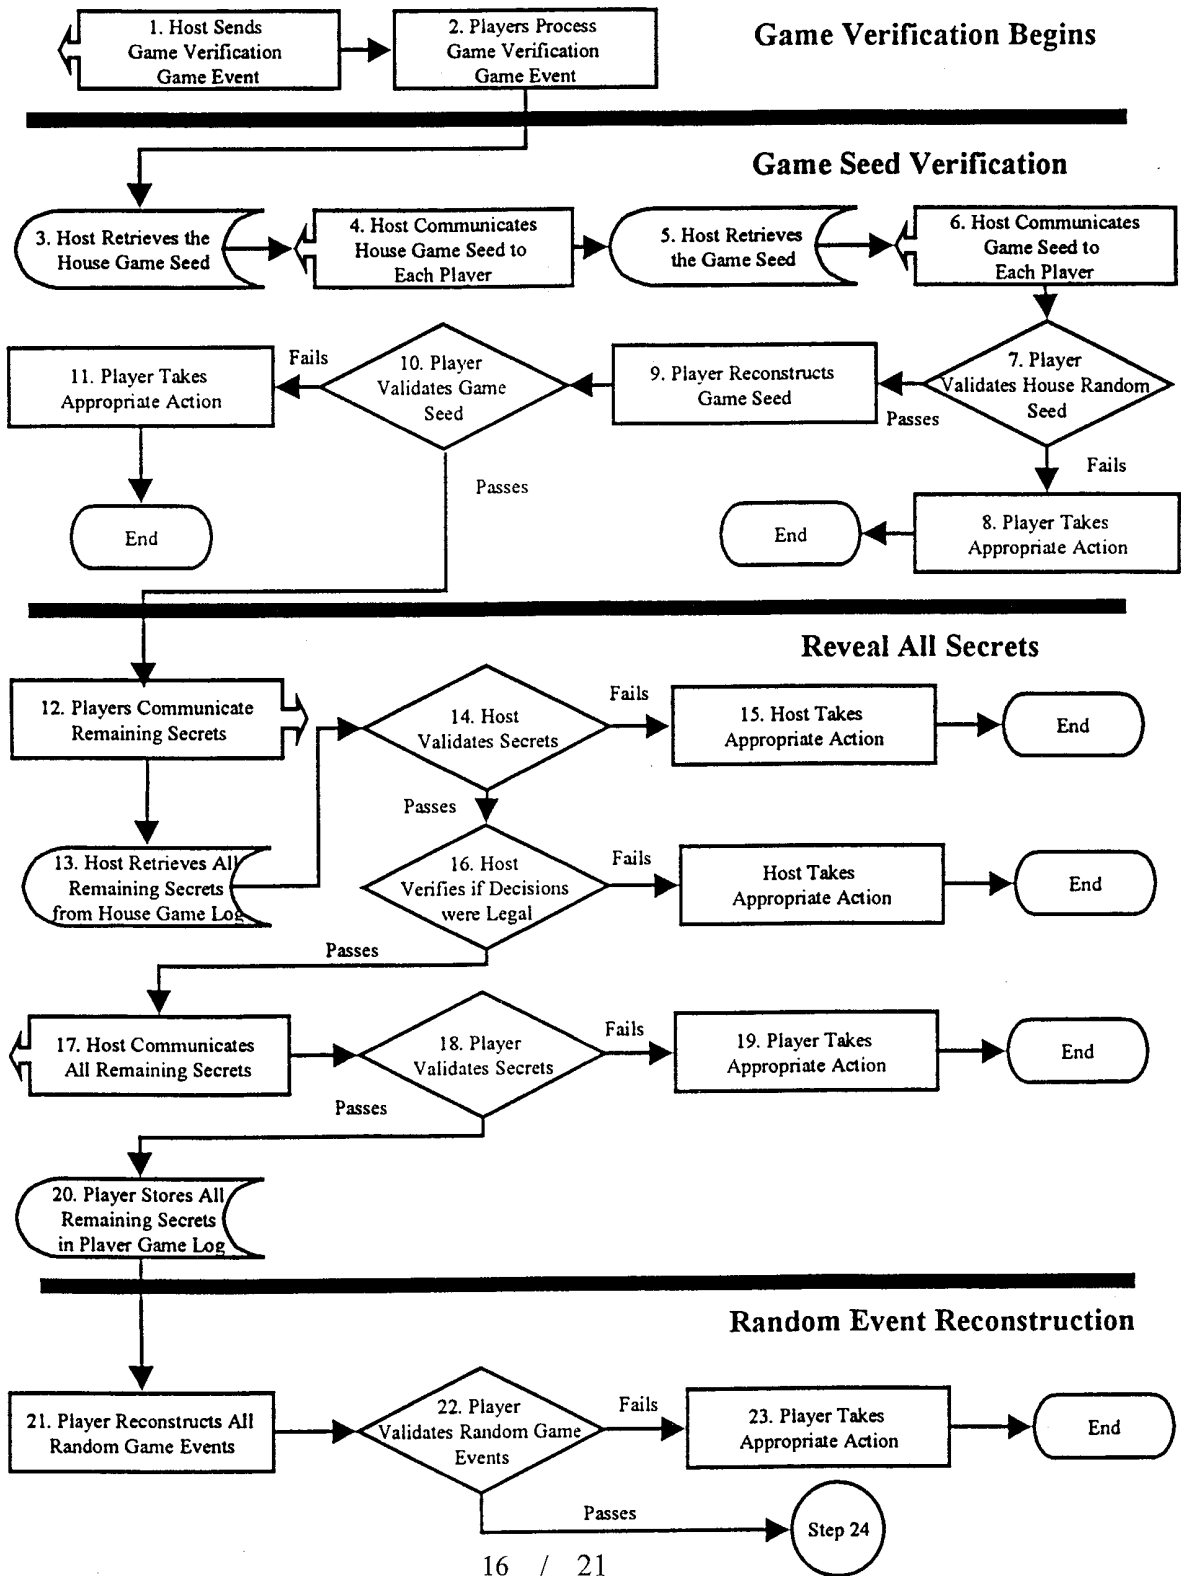 1. Host Sends
Game Verification
Game Event
2. Players Process
Game Verification
Game Event
Game Verification Begins
Game Seed Verification
3. Host Retrieves the
House Game Seed
4. Host Communicates
House Game Seed to
Each Player
5. Host Retrieves
the Game Seed
6. Host Communicates
Game Seed to
Each Player
7. Player
Validates House Random
Seed
Passes
Fails
8. Player Takes
Appropriate Action
End
9. Player Reconstructs
Game Seed
10. Player
Validates Game
Seed
Fails
11. Player Takes
Appropriate Action
End
Passes
Reveal All Secrets
12. Players Communicate
Remaining Secrets
13. Host Retrieves All
Remaining Secrets
from House Game Log
14. Host
Validates Secrets
Fails
15. Host Takes
Appropriate Action
End
Passes
16. Host
Verifies if Decisions
were Legal
Fails
Host Takes
Appropriate Action
End
Passes
17. Host Communicates
All Remaining Secrets
18. Player
Validates Secrets
Fails
19. Player Takes
Appropriate Action
End
Passes
20. Player Stores All
Remaining Secrets
in Player Game Log
Random Event Reconstruction
21. Player Reconstructs All
Random Game Events
22. Player
Validates Random Game
Events
Fails
23. Player Takes
Appropriate Action
End
Passes
Step 24
16 / 21